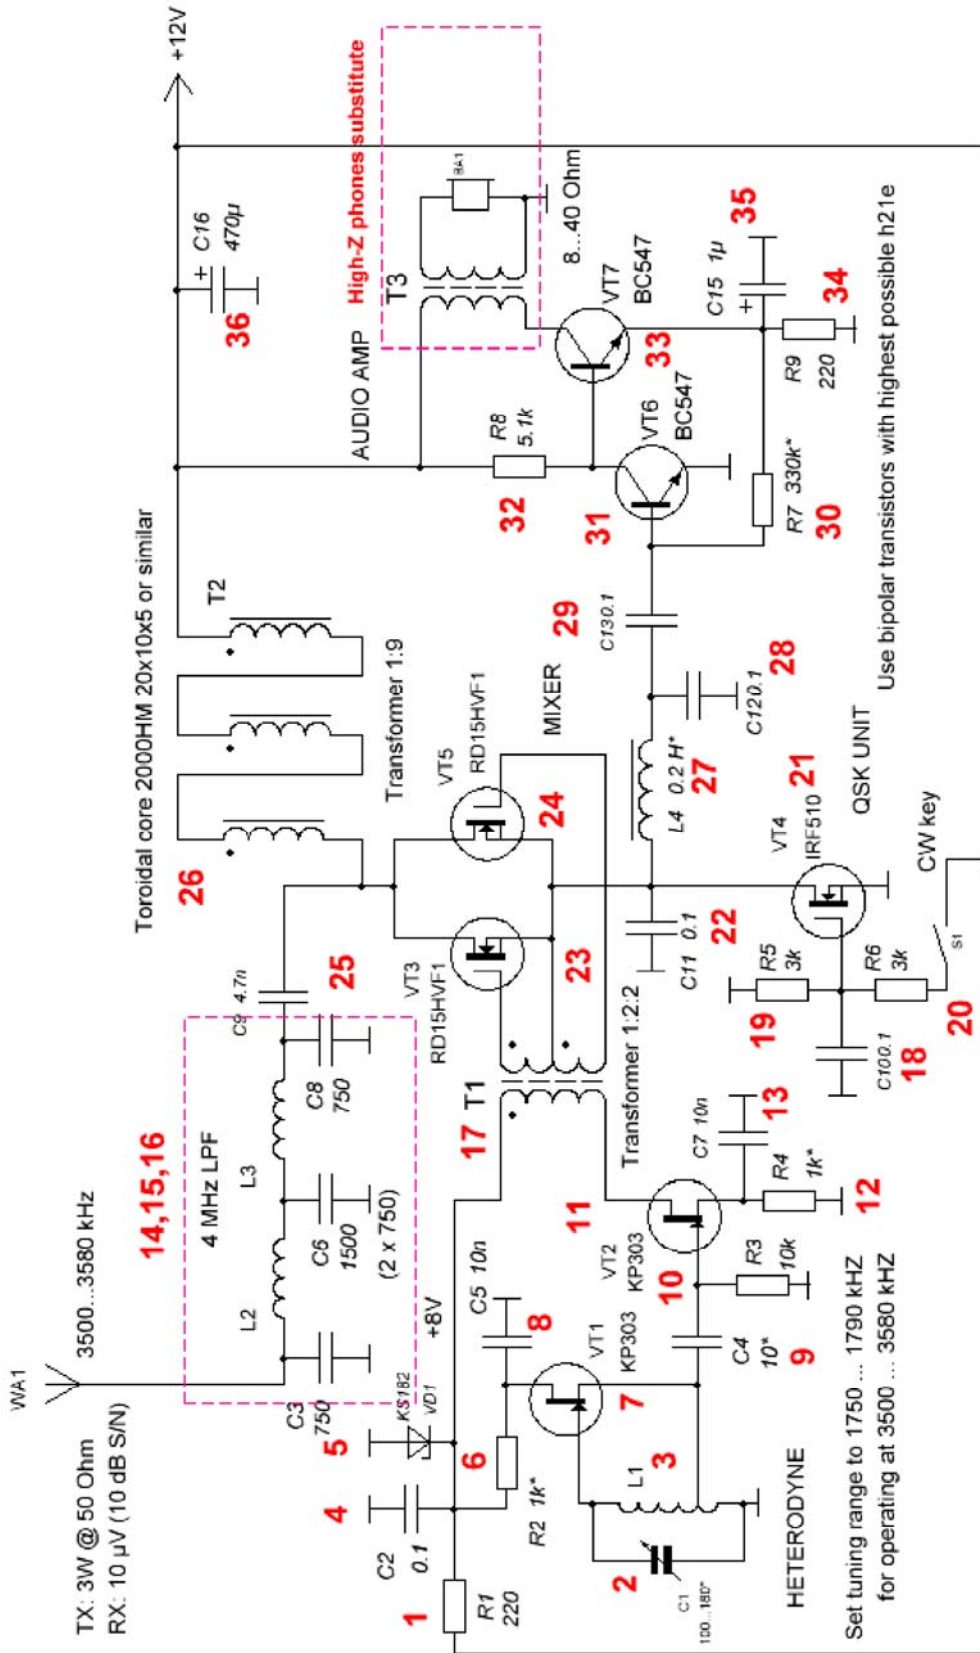 WA1
TX: 3W @ 50 Ohm
RX: 10 µV (10 dB S/N)
3500...3580 kHz
14,15,16
4 MHz LPF
L2
L3
C3
750
C6
1500
(2 x 750)
C8
750
C9 4.7n
25
Toroidal core 2000HM 20x10x5 or similar
26
T2
Transformer 1:9
+12V
36
C16
470µ
+
High-Z phones substitute
T3
BA1
8...40 Ohm
AUDIO AMP
R8
5.1k
32
VT7
BC547
33
VT6
BC547
31
C15 1µ
+
35
R9
220
34
R7 330k*
30
C130.1
29
C120.1
28
L4 0.2 H*
27
MIXER
VT5
RD15HVF1
24
VT3
RD15HVF1
23
C11 0.1
22
T1
17
Transformer 1:2:2
VT4
IRF510
21
QSK UNIT
R5
3k
19
R6
3k
20
S1
CW key
C100.1
18
Use bipolar transistors with highest possible h21e
1
R1
220
C2
0.1
4
5
KS182
VD1
+8V
R2 1k*
6
C5 10n
8
VT1
KP303
7
L1
3
2
C1
100...180*
C4
10*
9
VT2
KP303
10
11
R3
10k
C7 10n
13
R4
1k*
12
HETERODYNE
Set tuning range to 1750 ... 1790 kHZ
for operating at 3500 ... 3580 kHZ